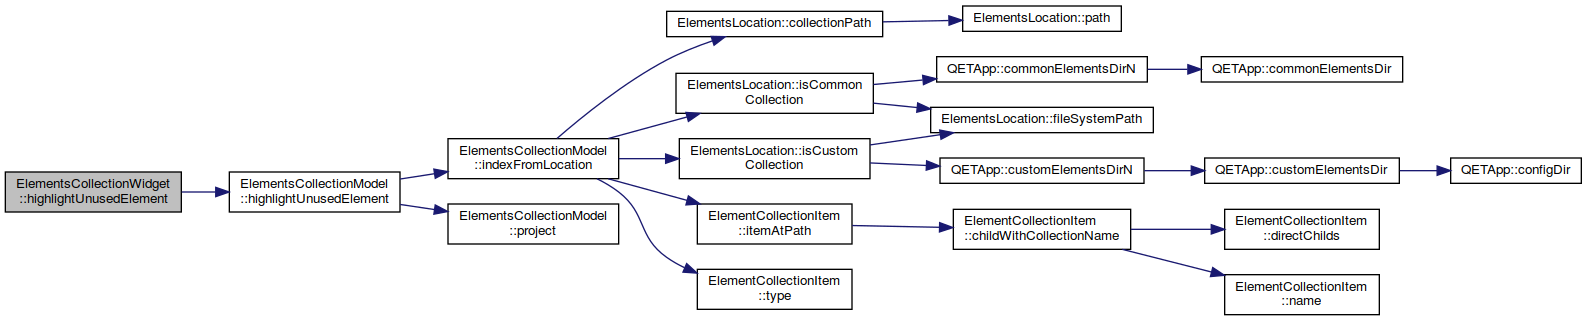 ElementsCollectionWidget
::highlightUnusedElement
ElementsCollectionModel
::highlightUnusedElement
ElementsCollectionModel
::indexFromLocation
ElementsCollectionModel
::project
ElementsLocation::collectionPath
ElementsLocation::path
ElementsLocation::isCommon
Collection
QETApp::commonElementsDirN
QETApp::commonElementsDir
ElementsLocation::fileSystemPath
ElementsLocation::isCustom
Collection
QETApp::customElementsDirN
QETApp::customElementsDir
QETApp::configDir
ElementCollectionItem
::itemAtPath
ElementCollectionItem
::childWithCollectionName
ElementCollectionItem
::directChilds
ElementCollectionItem
::name
ElementCollectionItem
::type